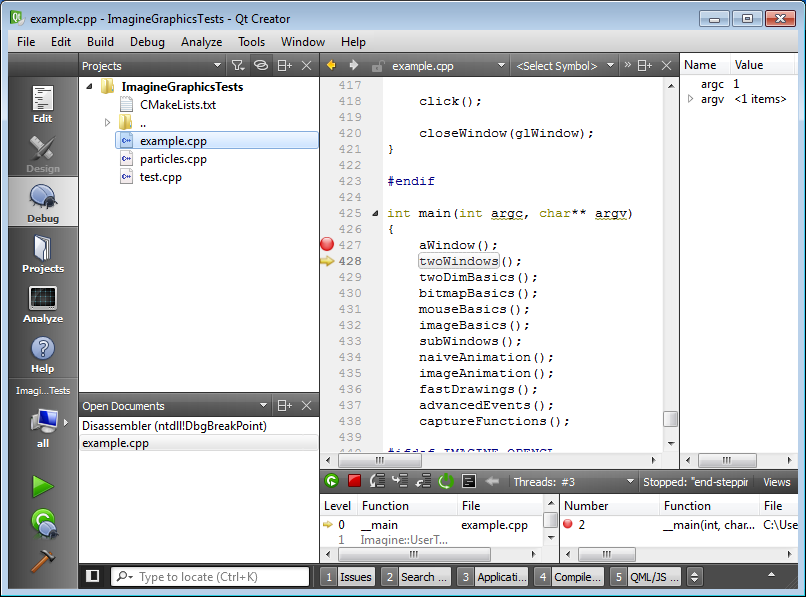 example.cpp - ImagineGraphicsTests - Qt Creator
File Edit Build Debug Analyze Tools Window Help
Edit
Design
Debug
Projects
Analyze
Help
Imagi...Tests
all
Projects
ImagineGraphicsTests
CMakeLists.txt
..
example.cpp
particles.cpp
test.cpp
Open Documents
Disassembler (ntdll!DbgBreakPoint)
example.cpp
example.cpp <Select Symbol> »
417
418 click();
419
420 closeWindow(glWindow);
421 }
422
423 #endif
424
425 int main(int argc, char** argv)
426 {
427 aWindow();
428 twoWindows();
429 twoDimBasics();
430 bitmapBasics();
431 mouseBasics();
432 imageBasics();
433 subWindows();
434 naiveAnimation();
435 imageAnimation();
436 fastDrawings();
437 advancedEvents();
438 captureFunctions();
439
#ifdef IMAGINE_OPENGL
Name Value
argc 1
argv <1 items>
Threads: #3 Stopped: "end-steppin Views
Level Function File
0 __main example.cpp
1 Imagine::UserT...
Number Function File
2 __main(int, char... C:\Use
Type to locate (Ctrl+K)
1 Issues 2 Search ... 3 Applicati... 4 Compile... 5 QML/JS ...